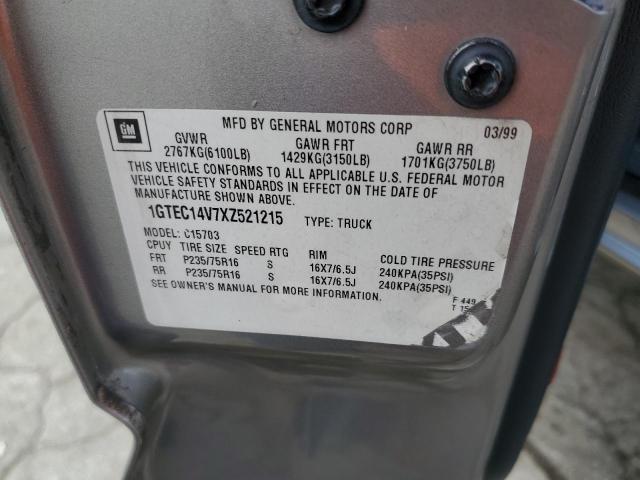 GM
MFD BY GENERAL MOTORS CORP 03/99
GVWR GAWR FRT GAWR RR
2767KG(6100LB) 1429KG(3150LB) 1701KG(3750LB)
THIS VEHICLE CONFORMS TO ALL APPLICABLE U.S. FEDERAL MOTOR
VEHICLE SAFETY STANDARDS IN EFFECT ON THE DATE OF
MANUFACTURE SHOWN ABOVE.
1GTEC14V7XZ521215 TYPE: TRUCK
MODEL: C15703
CPUY TIRE SIZE SPEED RTG RIM COLD TIRE PRESSURE
FRT P235/75R16 S 16X7/6.5J 240KPA(35PSI)
RR P235/75R16 S 16X7/6.5J 240KPA(35PSI)
SEE OWNER'S MANUAL FOR MORE INFORMATION.
F 449
T